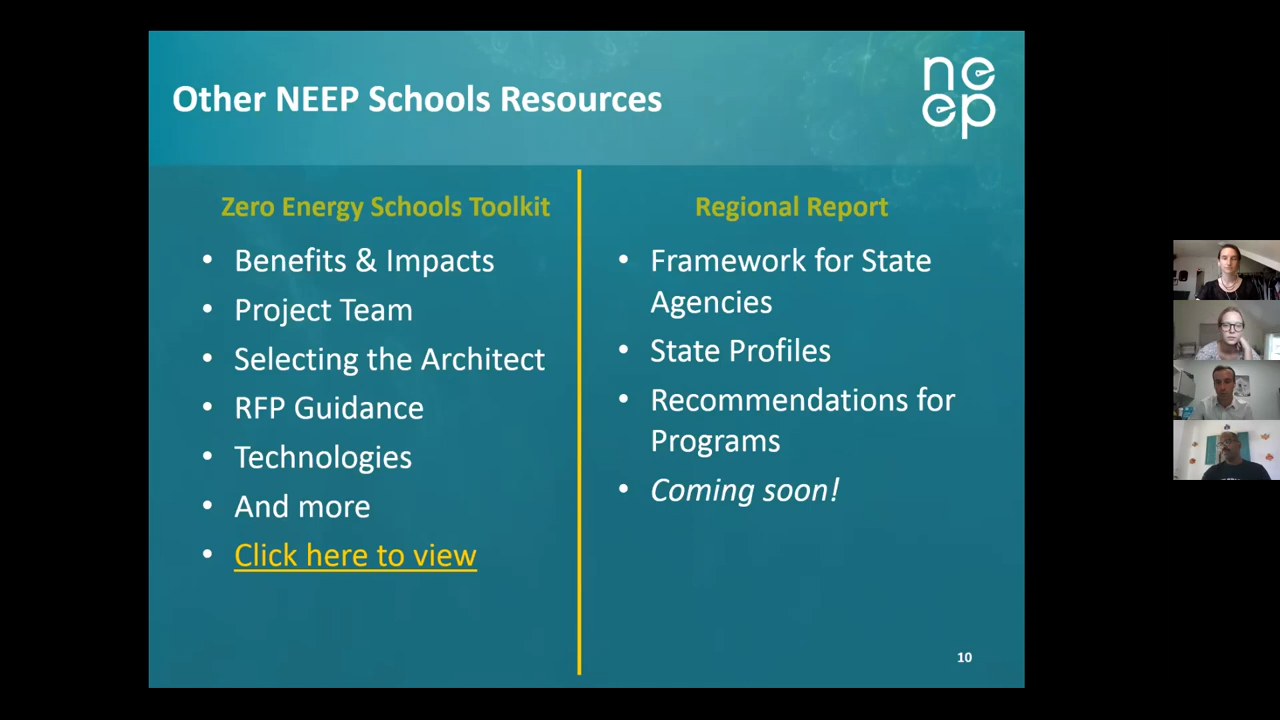 Other NEEP Schools Resources
neep
Zero Energy Schools Toolkit
• Benefits & Impacts
• Project Team
• Selecting the Architect
• RFP Guidance
• Technologies
• And more
• Click here to view
Regional Report
• Framework for State
Agencies
• State Profiles
• Recommendations for
Programs
• Coming soon!
10